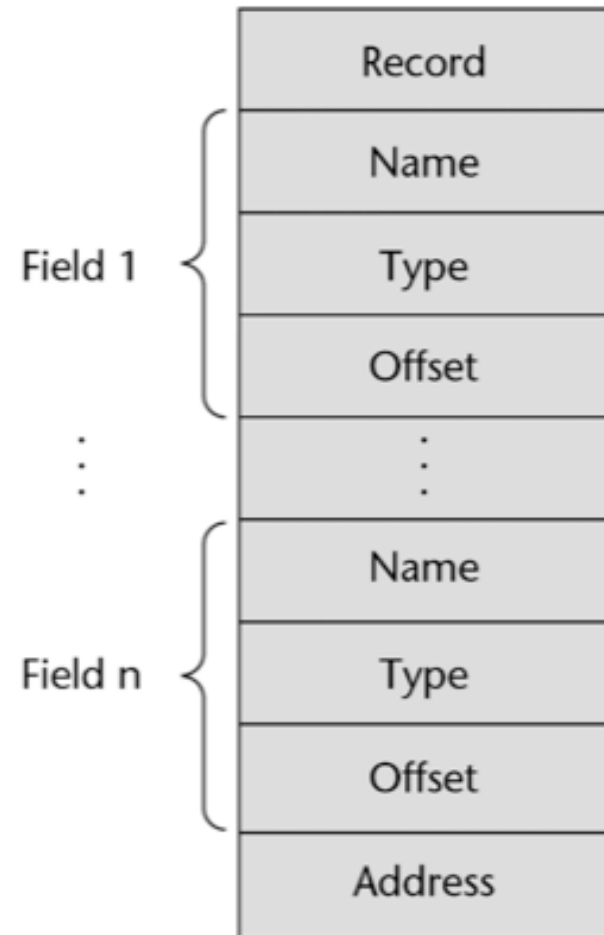 Record
Name
Field 1
Type
Offset
⋮ ⋮
Name
Field n
Type
Offset
Address